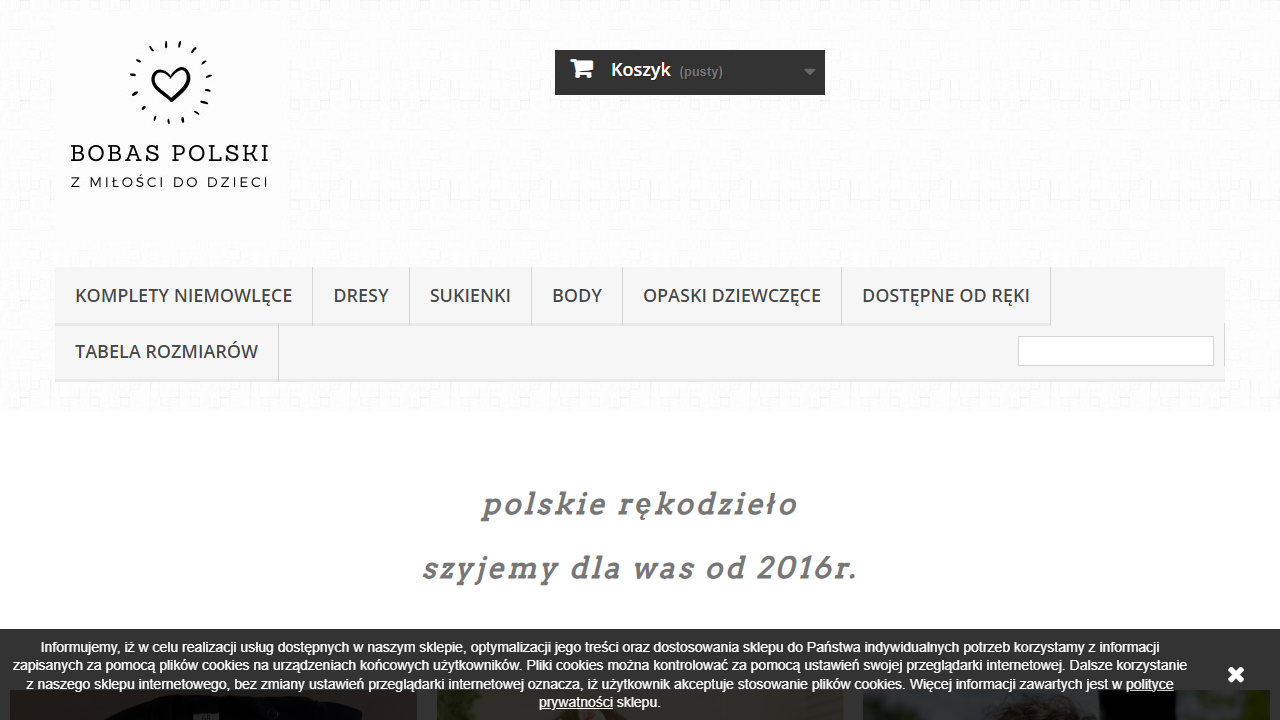 BOBAS POLSKI
Z MIŁOŚCI DO DZIECI
Koszyk (pusty)
KOMPLETY NIEMOWLĘCE DRESY SUKIENKI BODY OPASKI DZIEWCZĘCE DOSTĘPNE OD RĘKI
TABELA ROZMIARÓW
polskie rękodzieło
szyjemy dla was od 2016r.
Informujemy, iż w celu realizacji usług dostępnych w naszym sklepie, optymalizacji jego treści oraz dostosowania sklepu do Państwa indywidualnych potrzeb korzystamy z informacji
zapisanych za pomocą plików cookies na urządzeniach końcowych użytkowników. Pliki cookies można kontrolować za pomocą ustawień swojej przeglądarki internetowej. Dalsze korzystanie
z naszego sklepu internetowego, bez zmiany ustawień przeglądarki internetowej oznacza, iż użytkownik akceptuje stosowanie plików cookies. Więcej informacji zawartych jest w polityce
prywatności sklepu.